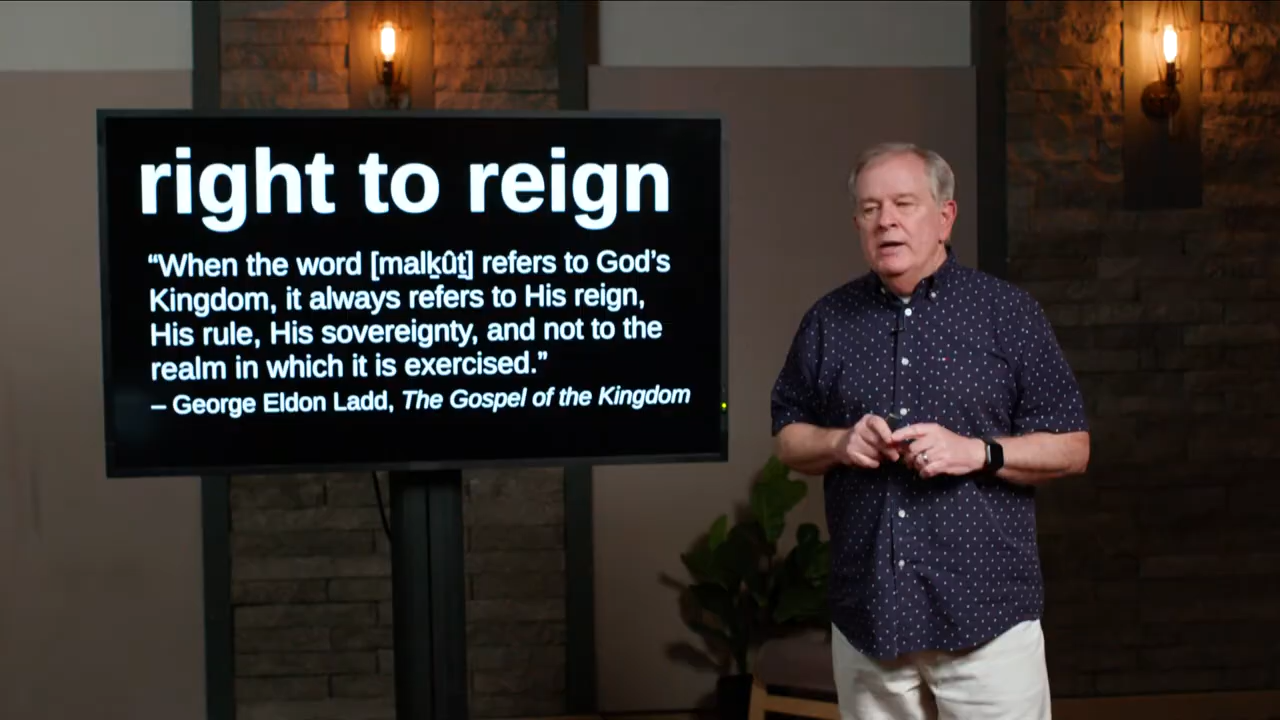 right to reign
“When the word [malḵûṯ] refers to God’s
Kingdom, it always refers to His reign,
His rule, His sovereignty, and not to the
realm in which it is exercised.”
– George Eldon Ladd, The Gospel of the Kingdom